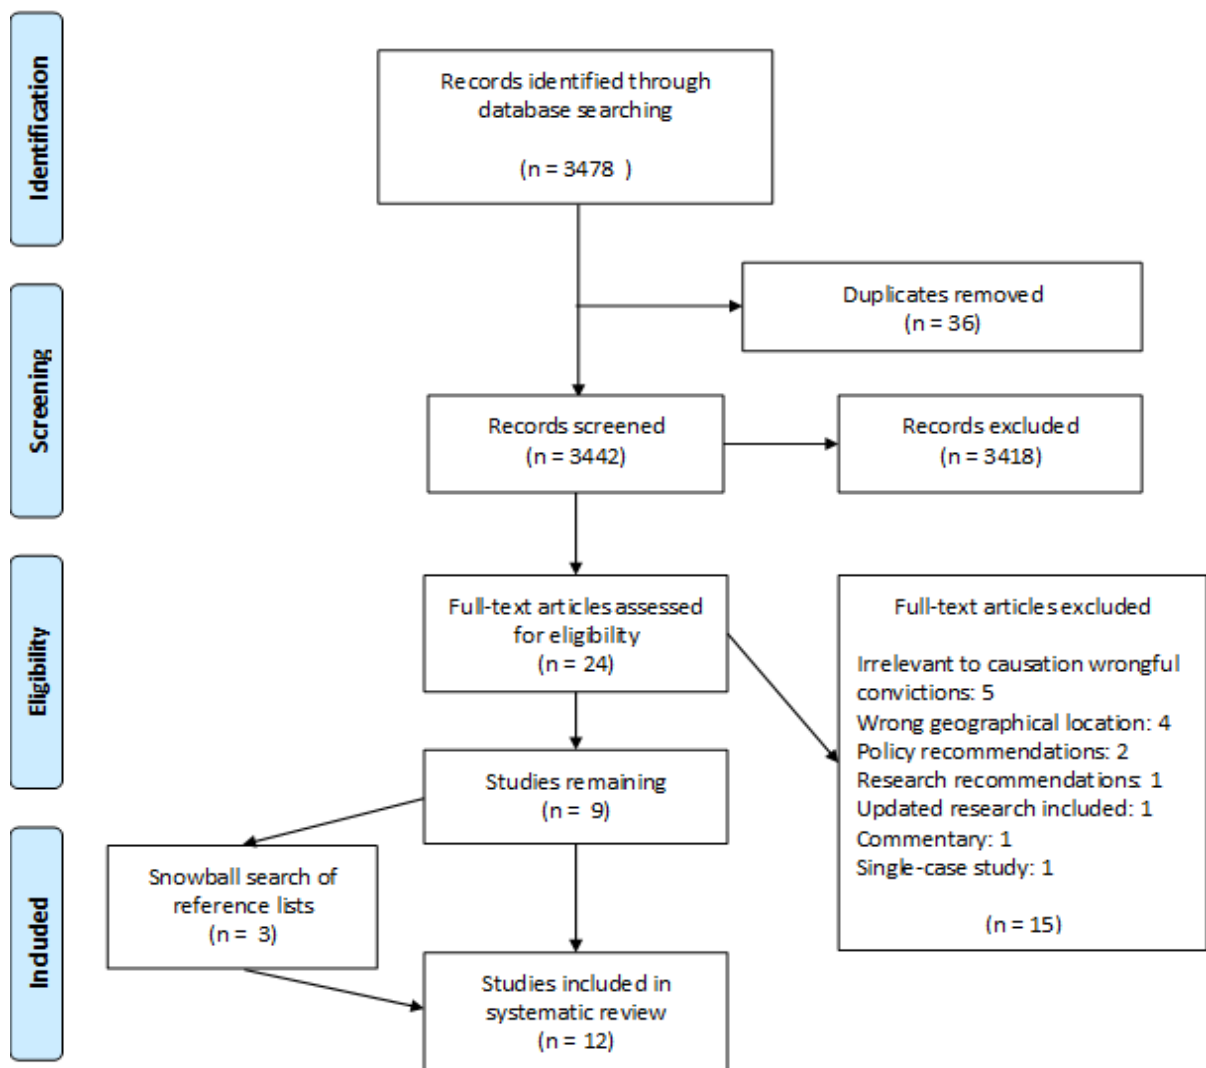 Identification
Records identified through
database searching
(n = 3478  )
Duplicates removed
(n = 36)
Screening
Records screened
(n = 3442)
Records excluded
(n = 3418)
Eligibility
Full-text articles assessed
for eligibility
(n = 24)
Full-text articles excluded
Irrelevant to causation wrongful
convictions: 5
Wrong geographical location: 4
Policy recommendations: 2
Research recommendations: 1
Updated research included: 1
Commentary: 1
Single-case study: 1
(n = 15)
Studies remaining
(n =  9)
Included
Snowball search of
reference lists
(n =  3)
Studies included in
systematic review
(n = 12)